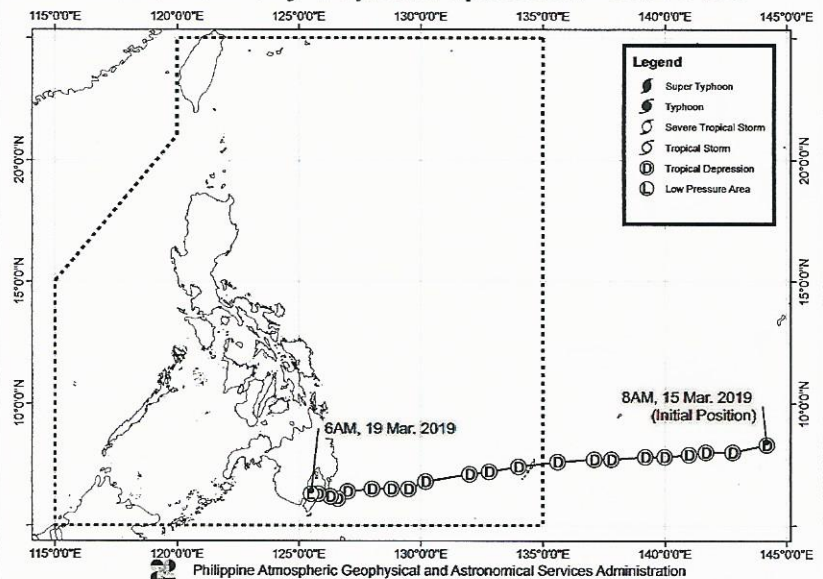 115°0'0"E 120°0'0"E 125°0'0"E 130°0'0"E 135°0'0"E 140°0'0"E 145°0'0"E
Legend
Super Typhoon
Typhoon
Severe Tropical Storm
Tropical Storm
D Tropical Depression
L Low Pressure Area
20°0'0"N 20°0'0"N
15°0'0"N 15°0'0"N
10°0'0"N 10°0'0"N
8AM, 15 Mar. 2019
(Initial Position)
6AM, 19 Mar. 2019
L D D D D D D D D D D D D D D D D D D D D D
115°0'0"E 120°0'0"E 125°0'0"E 130°0'0"E 135°0'0"E 140°0'0"E 145°0'0"E
Philippine Atmospheric Geophysical and Astronomical Services Administration